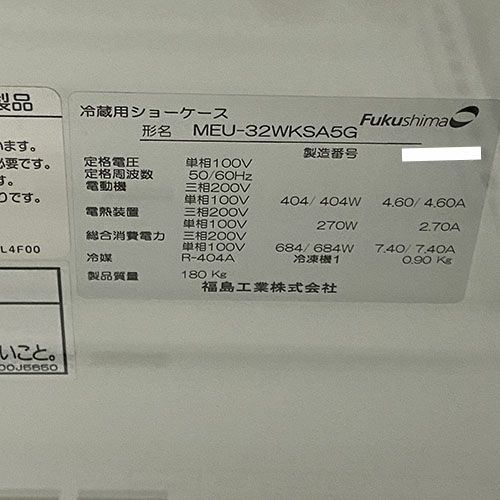 製品
冷蔵用ショーケース
Fukushima
形名 MEU-32WKSA5G
製造番号
定格電圧 単相100V
定格周波数 50/60Hz
電動機 三相200V
単相100V 404/404W 4.60/4.60A
電熱装置 三相200V
単相100V 270W 2.70A
総合消費電力 三相200V
単相100V 684/684W 7.40/7.40A
冷媒 R-404A 冷凍機1 0.90Kg
製品質量 180Kg
福島工業株式会社
います。
必要です。
す。
りです。
L4F00
いこと。
00J5650